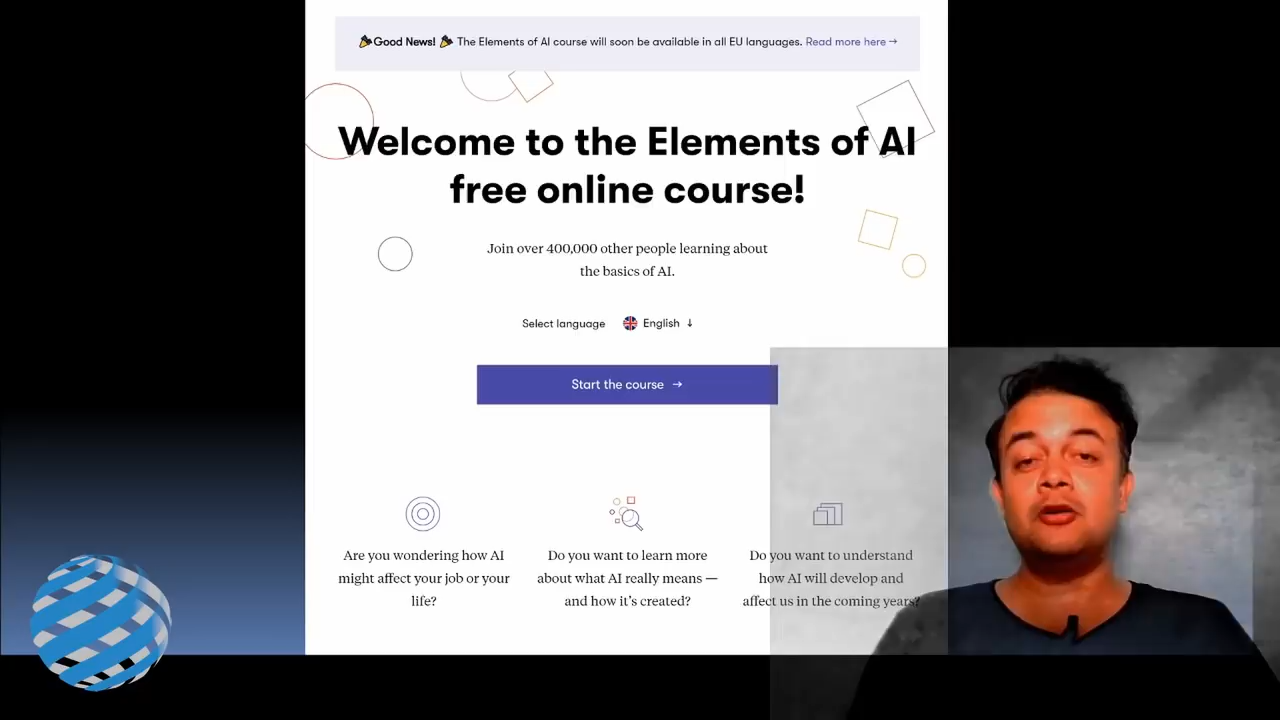 Good News! The Elements of AI course will soon be available in all EU languages. Read more here →
Welcome to the Elements of AI
free online course!
Join over 400,000 other people learning about
the basics of AI.
Select language English ↓
Start the course →
Are you wondering how AI
might affect your job or your
life?
Do you want to learn more
about what AI really means —
and how it's created?
Do you want to understand
how AI will develop and
affect us in the coming years?